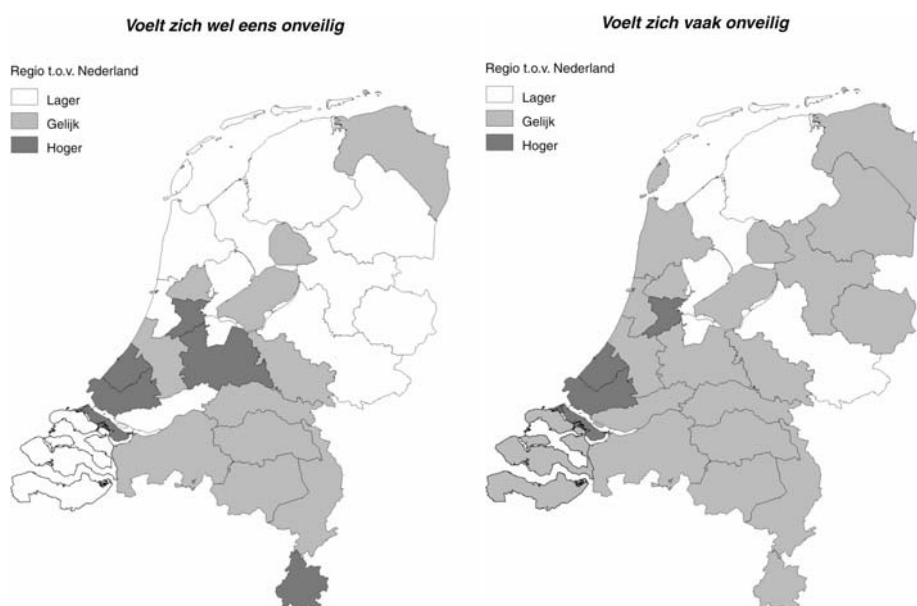 Voelt zich wel eens onveilig
Regio t.o.v. Nederland
Lager
Gelijk
Hoger
Voelt zich vaak onveilig
Regio t.o.v. Nederland
Lager
Gelijk
Hoger